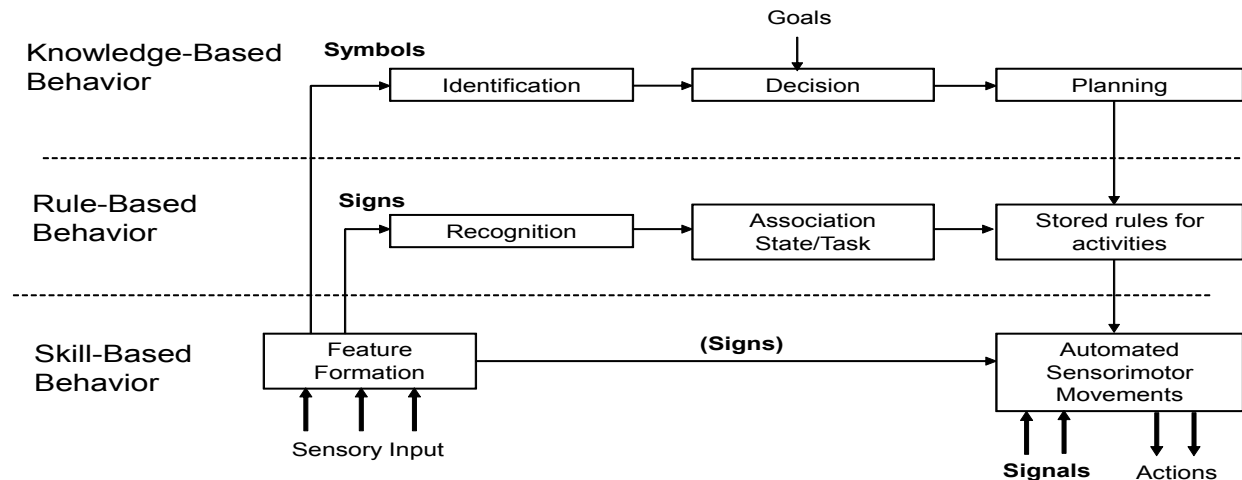 Goals
Knowledge-Based
Behavior
Symbols
Identification
Decision
Planning
Rule-Based
Behavior
Signs
Recognition
Association
State/Task
Stored rules for
activities
Skill-Based
Behavior
Feature
Formation
(Signs)
Automated
Sensorimotor
Movements
Sensory Input
Signals
Actions